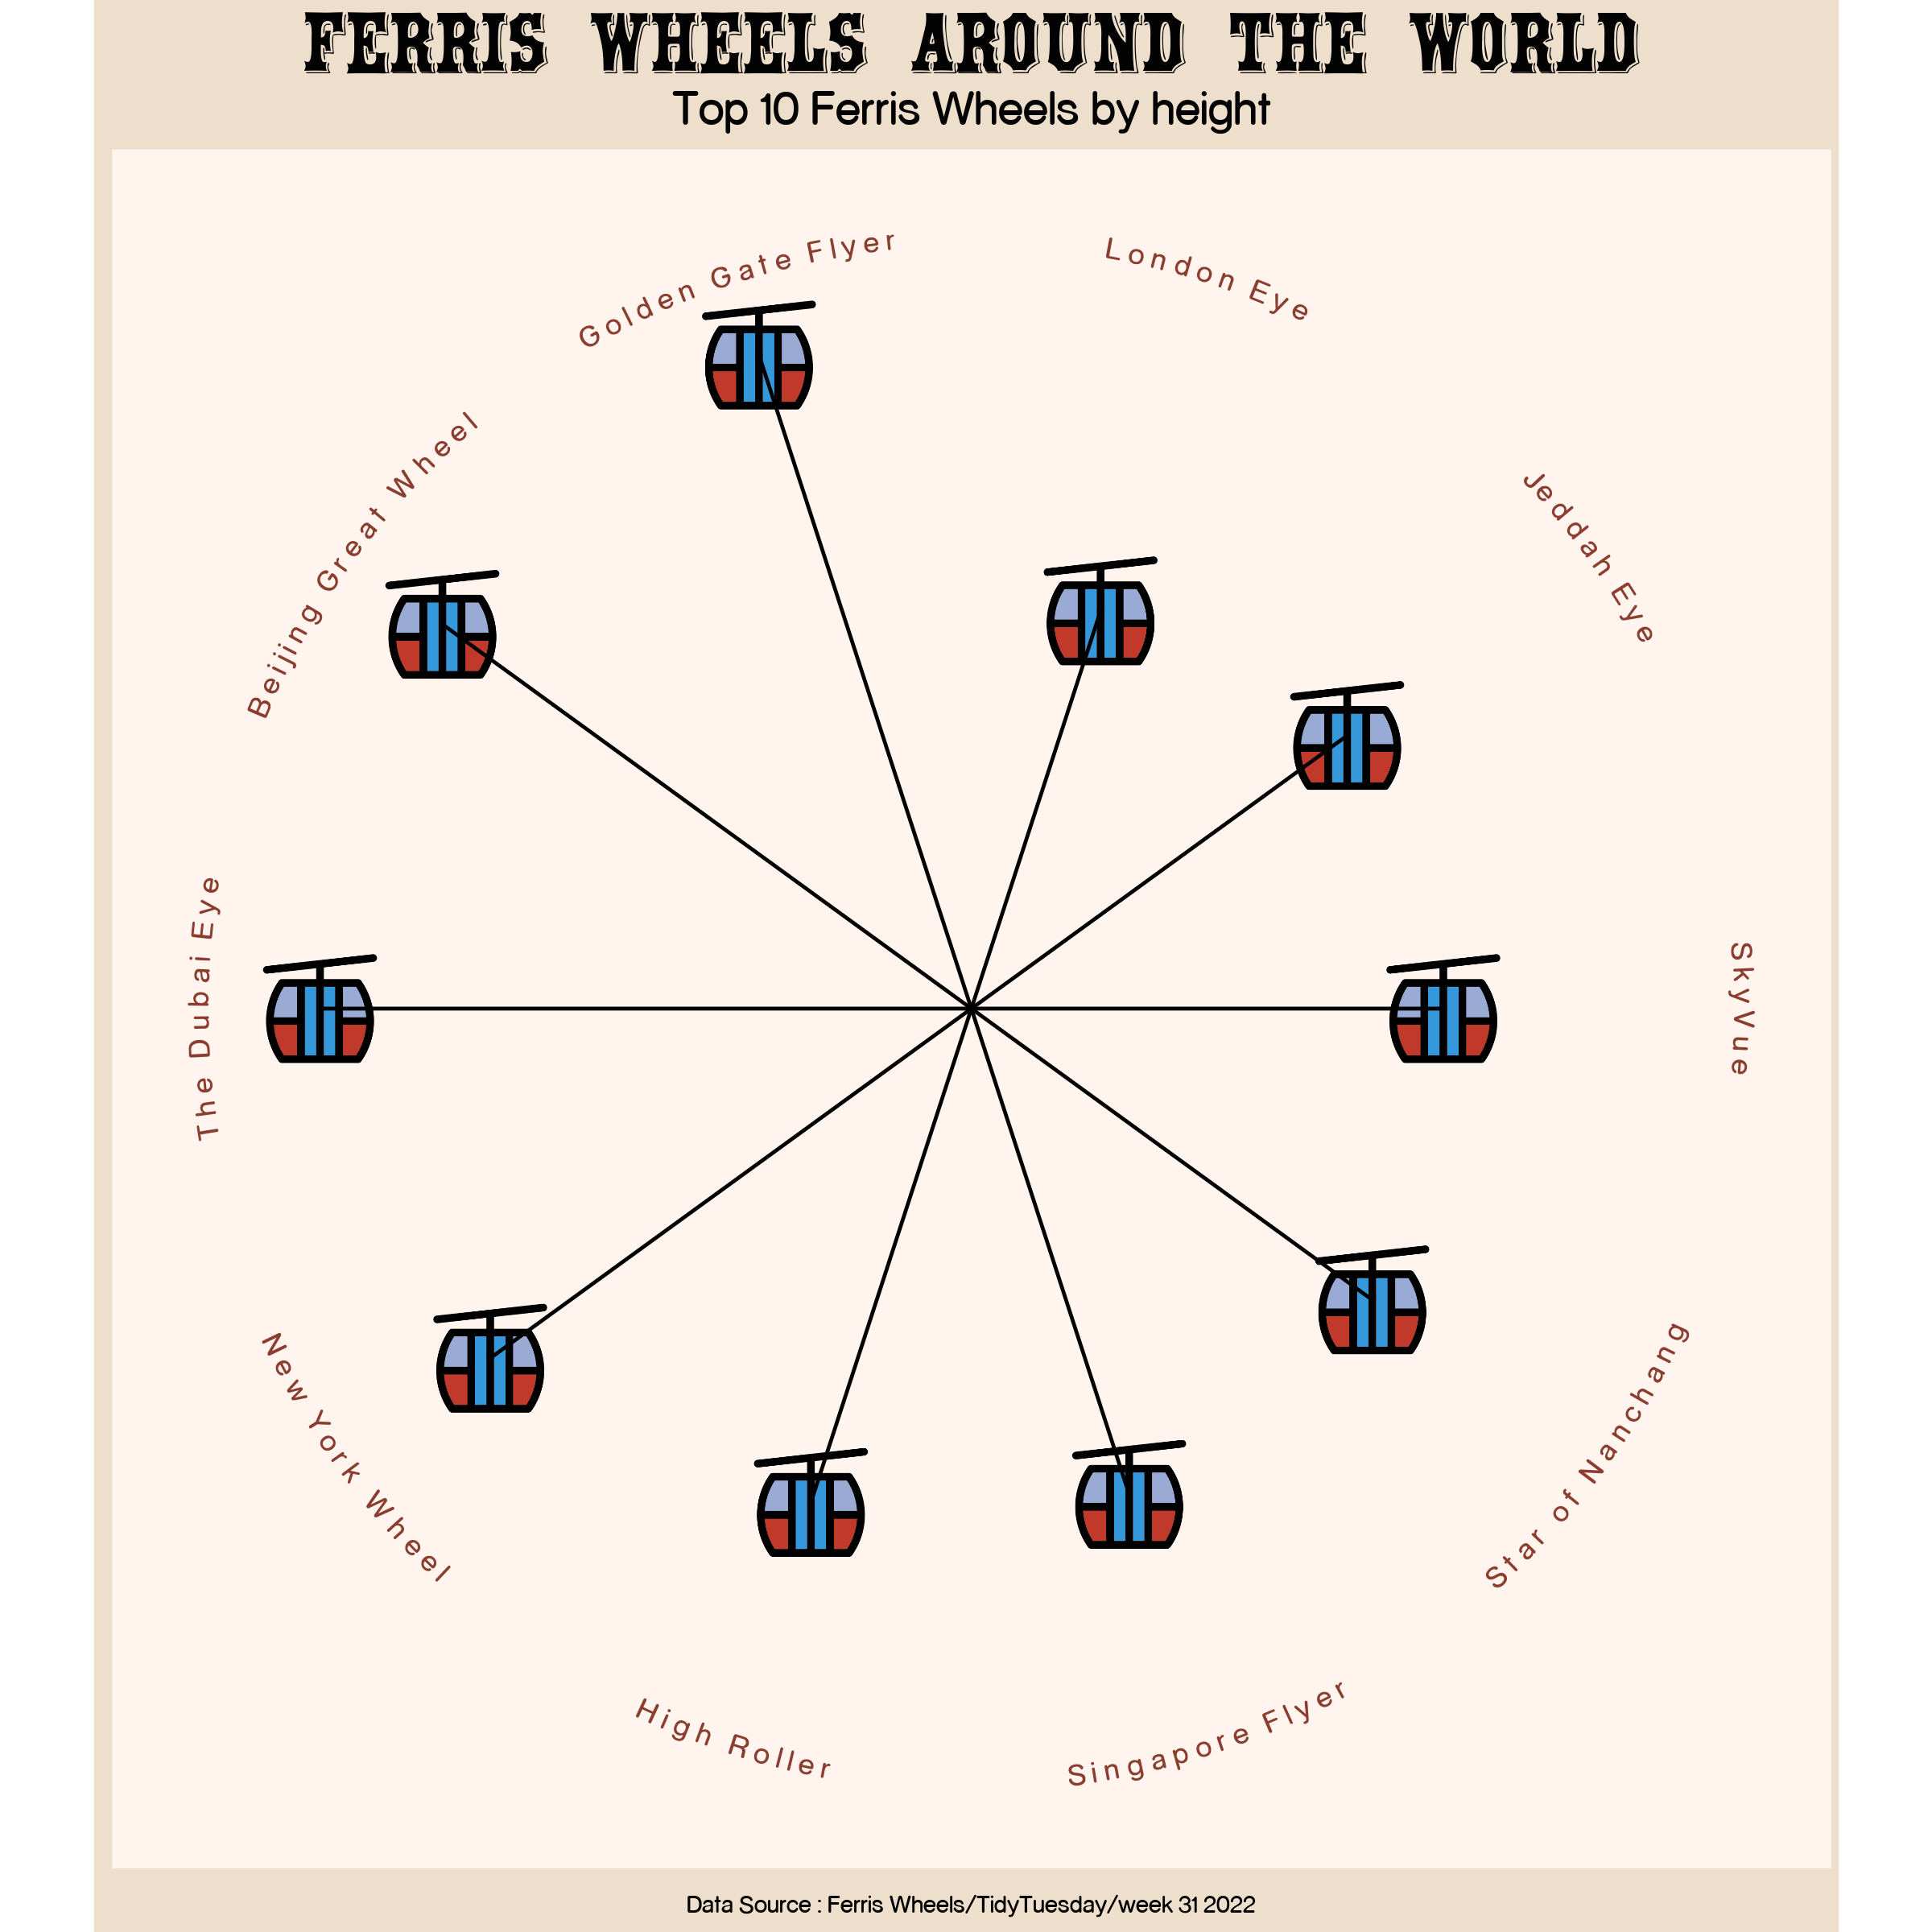 FERRIS WHEELS AROUND THE WORLD
Top 10 Ferris Wheels by height
Golden Gate Flyer
London Eye
Beijing Great Wheel
Jeddah Eye
The Dubai Eye
SkyVue
New York Wheel
Star of Nanchang
High Roller
Singapore Flyer
Data Source : Ferris Wheels/TidyTuesday/week 31 2022